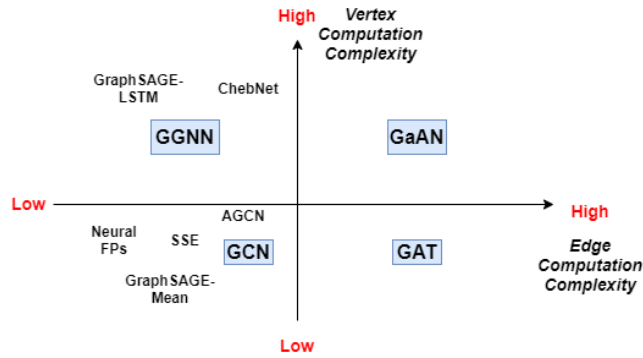 High
Vertex
Computation
Complexity
GraphSAGE-
LSTM
ChebNet
GGNN
GaAN
Low
High
AGCN
Neural
FPs
SSE
GCN
GAT
Edge
Computation
Complexity
GraphSAGE-
Mean
Low